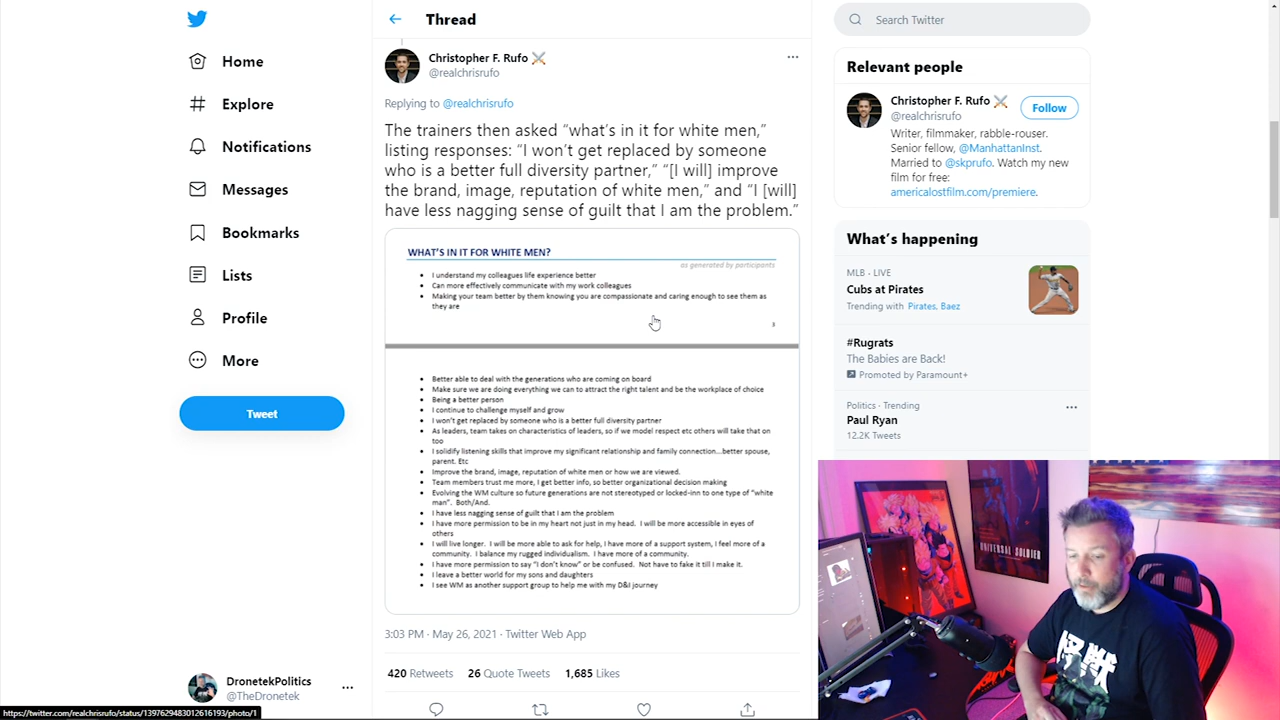 Home
Explore
Notifications
Messages
Bookmarks
Lists
Profile
More
Tweet
DronetekPolitics
@TheDronetek
https://twitter.com/realchrisrufo/status/1397629483012616193/photo/1
Thread
Christopher F. Rufo
@realchrisrufo
Replying to @realchrisrufo
The trainers then asked “what’s in it for white men,”
listing responses: “I won’t get replaced by someone
who is a better full diversity partner,” “[I will] improve
the brand, image, reputation of white men,” and “I [will]
have less nagging sense of guilt that I am the problem.”
WHAT'S IN IT FOR WHITE MEN?
as generated by participants
• I understand my colleagues life experience better
• Can more effectively communicate with my work colleagues
• Making your team better by them knowing you are compassionate and caring enough to see them as
they are
3
• Better able to deal with the generations who are coming on board
• Make sure we are doing everything we can to attract the right talent and be the workplace of choice
• Being a better person
• I continue to challenge myself and grow
• I won't get replaced by someone who is a better full diversity partner
• As leaders, team takes on characteristics of leaders, so if we model respect etc others will take that on
too
• I solidify listening skills that improve my significant relationship and family connection...better spouse,
parent. Etc
• Improve the brand, image, reputation of white men or how we are viewed.
• Team members trust me more, I get better info, so better organizational decision making
• Evolving the WM culture so future generations are not stereotyped or locked-inn to one type of "white
man". Both/And.
• I have less nagging sense of guilt that I am the problem
• I have more permission to be in my heart not just in my head. I will be more accessible in eyes of
others
• I will live longer. I will be more able to ask for help, I have more of a support system, I feel more of a
community. I balance my rugged individualism. I have more of a community.
• I have more permission to say "I don't know" or be confused. Not have to fake it till I make it.
• I leave a better world for my sons and daughters
• I see WM as another support group to help me with my D&I journey
3:03 PM · May 26, 2021 · Twitter Web App
420 Retweets 26 Quote Tweets 1,685 Likes
Search Twitter
Relevant people
Christopher F. Rufo
@realchrisrufo
Follow
Writer, filmmaker, rabble-rouser.
Senior fellow, @ManhattanInst.
Married to @skprufo. Watch my new
film for free:
americalostfilm.com/premiere.
What’s happening
MLB · LIVE
Cubs at Pirates
Trending with Pirates, Baez
#Rugrats
The Babies are Back!
Promoted by Paramount+
Politics · Trending
Paul Ryan
12.2K Tweets
UNIVERSAL SOLDIER
怪獣